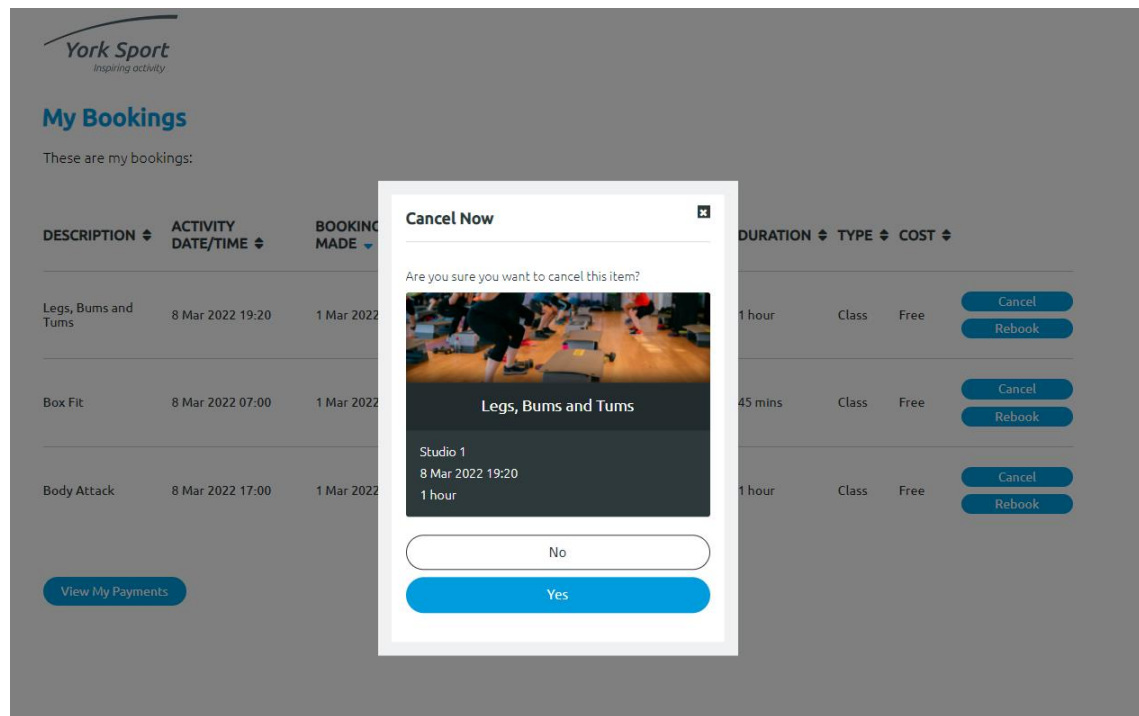 York Sport
Inspiring activity
My Bookings
These are my bookings:
DESCRIPTION
ACTIVITY
DATE/TIME
MADE
DURATION
TYPE
COST
Legs, Bums and
Tums
8 Mar 2022 19:20
1 Mar 2022
1 hour
Class
Free
Cancel
Rebook
Box Fit
8 Mar 2022 07:00
1 Mar 2022
45 mins
Class
Free
Cancel
Rebook
Body Attack
8 Mar 2022 17:00
1 Mar 2022
1 hour
Class
Free
Cancel
Rebook
View My Payments
Cancel Now
Are you sure you want to cancel this item?
Legs, Bums and Tums
Studio 1
8 Mar 2022 19:20
1 hour
No
Yes